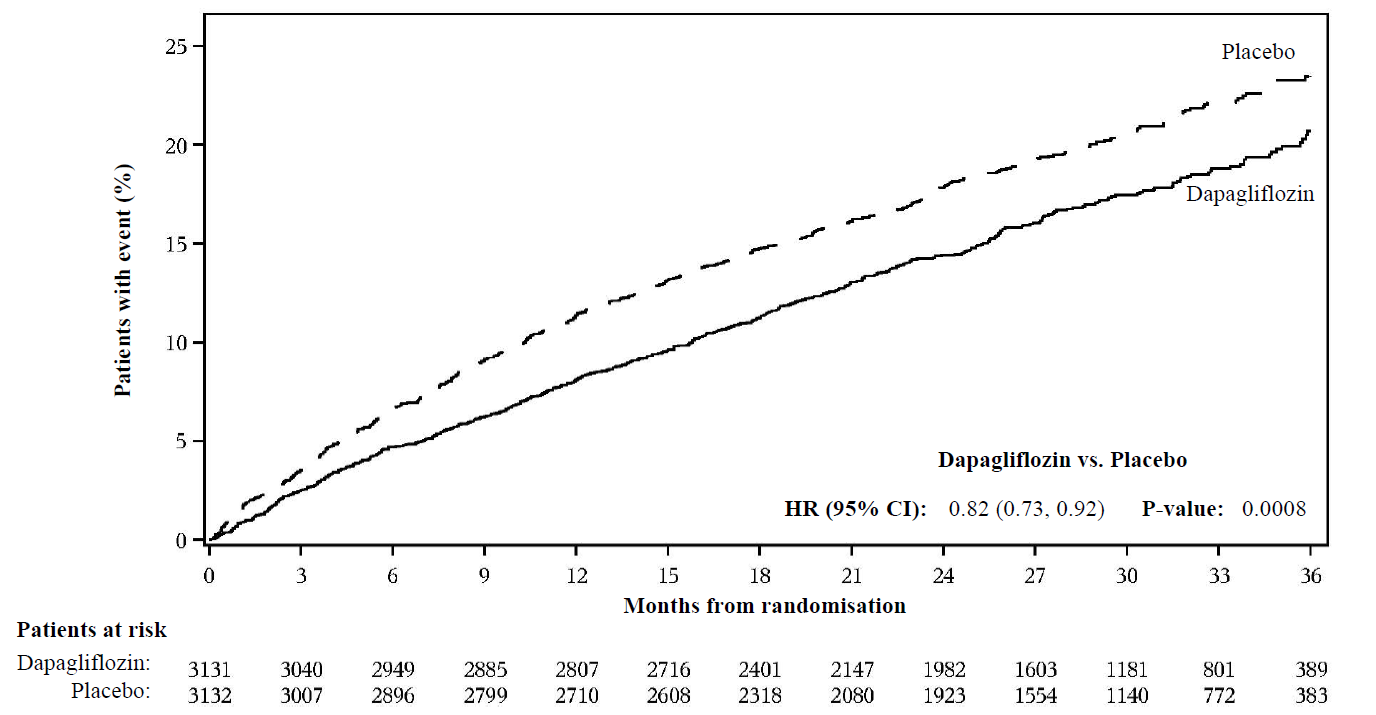 25
Placebo
20
Dapagliflozin
15
Patients with event (%)
10
5
Dapagliflozin vs. Placebo
HR (95% CI): 0.82 (0.73, 0.92) P-value: 0.0008
0
0 3 6 9 12 15 18 21 24 27 30 33 36
Months from randomisation
Patients at risk
Dapagliflozin: 3131 3040 2949 2885 2807 2716 2401 2147 1982 1603 1181 801 389
Placebo: 3132 3007 2896 2799 2710 2608 2318 2080 1923 1554 1140 772 383